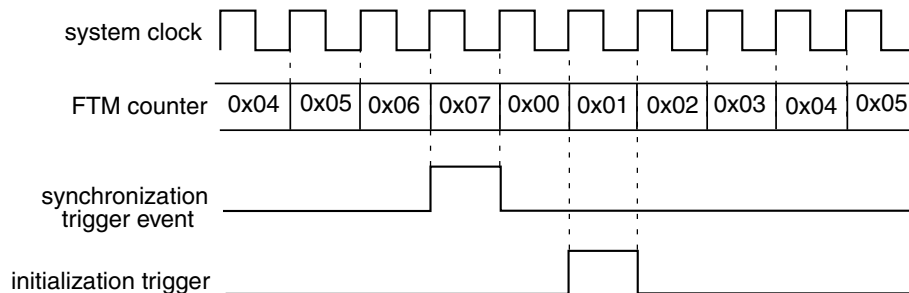 system clock
FTM counter 0x04 0x05 0x06 0x07 0x00 0x01 0x02 0x03 0x04 0x05
synchronization
trigger event
initialization trigger